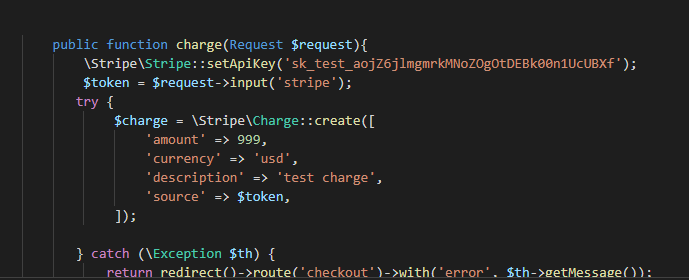 public function charge(Request $request){
\Stripe\Stripe::setApiKey('sk_test_aojZ6jlmgmrkMNoZOgOtDEBk00n1UcUBXf');
$token = $request->input('stripe');
try {
$charge = \Stripe\Charge::create([
'amount' => 999,
'currency' => 'usd',
'description' => 'test charge',
'source' => $token,
]);
} catch (\Exception $th) {
return redirect()->route('checkout')->with('error', $th->getMessage());